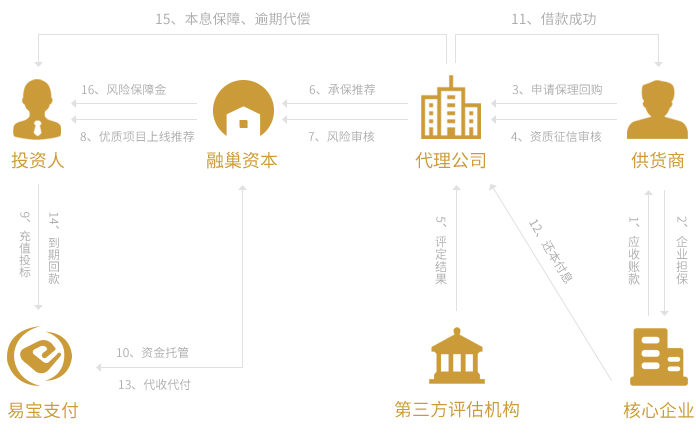 15、本息保障、逾期代偿
11、借款成功
16、风险保障金
6、承保推荐
3、申请保理回购
8、优质项目上线推荐
7、风险审核
4、资质征信审核
投资人
融巢资本
代理公司
供货商
9、充值投标
14、到期回款
5、评定结果
12、还本付息
1、应收账款
2、企业担保
10、资金托管
13、代收代付
易宝支付
第三方评估机构
核心企业